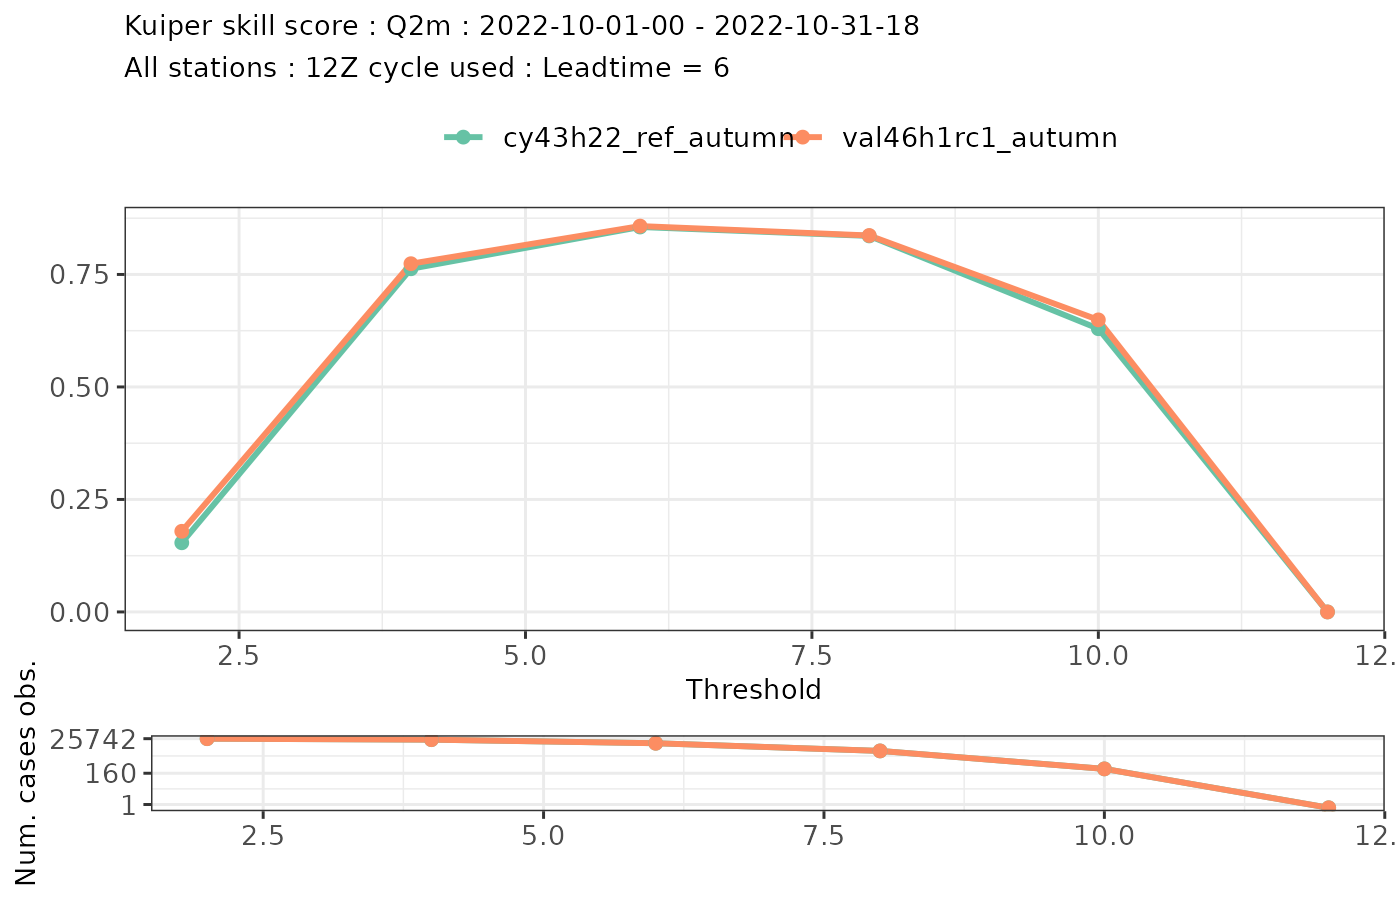 Kuiper skill score : Q2m : 2022-10-01-00 - 2022-10-31-18
All stations : 12Z cycle used : Leadtime = 6
cy43h22_ref_autumn val46h1rc1_autumn
0.75
0.50
0.25
0.00
2.5 5.0 7.5 10.0 12.
Threshold
Num. cases obs.
25742
160
1
2.5 5.0 7.5 10.0 12.